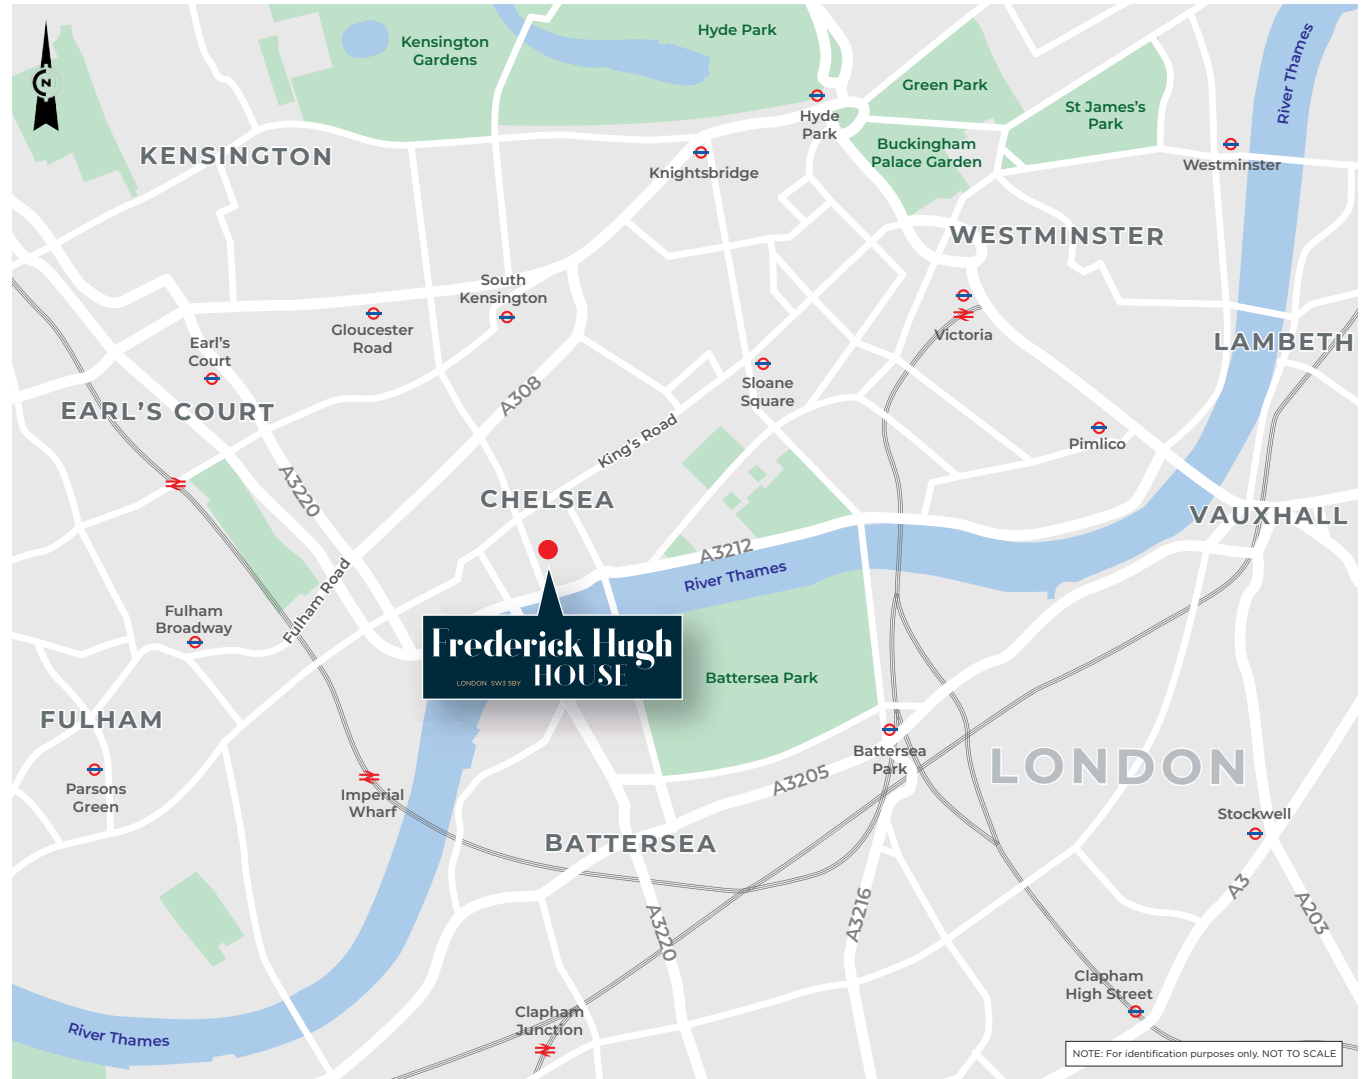 Hyde Park
Kensington
Gardens
River Thames
Green Park
St James's
Park
N
Hyde
Park
Buckingham
Palace Garden
Westminster
KENSINGTON
Knightsbridge
WESTMINSTER
South
Kensington
Gloucester
Road
Earl's
Court
Victoria
LAMBETH
Sloane
Square
A308
EARL'S COURT
King's Road
Pimlico
A3220
CHELSEA
VAUXHALL
A3212
River Thames
Fulham Road
Fulham
Broadway
Frederick Hugh
HOUSE
LONDON SW3 5BY
Battersea Park
FULHAM
Battersea
Park
LONDON
A3205
Parsons
Green
Imperial
Wharf
Stockwell
BATTERSEA
A3
A3216
A203
A3220
Clapham
High Street
Clapham
Junction
River Thames
NOTE: For identification purposes only. NOT TO SCALE